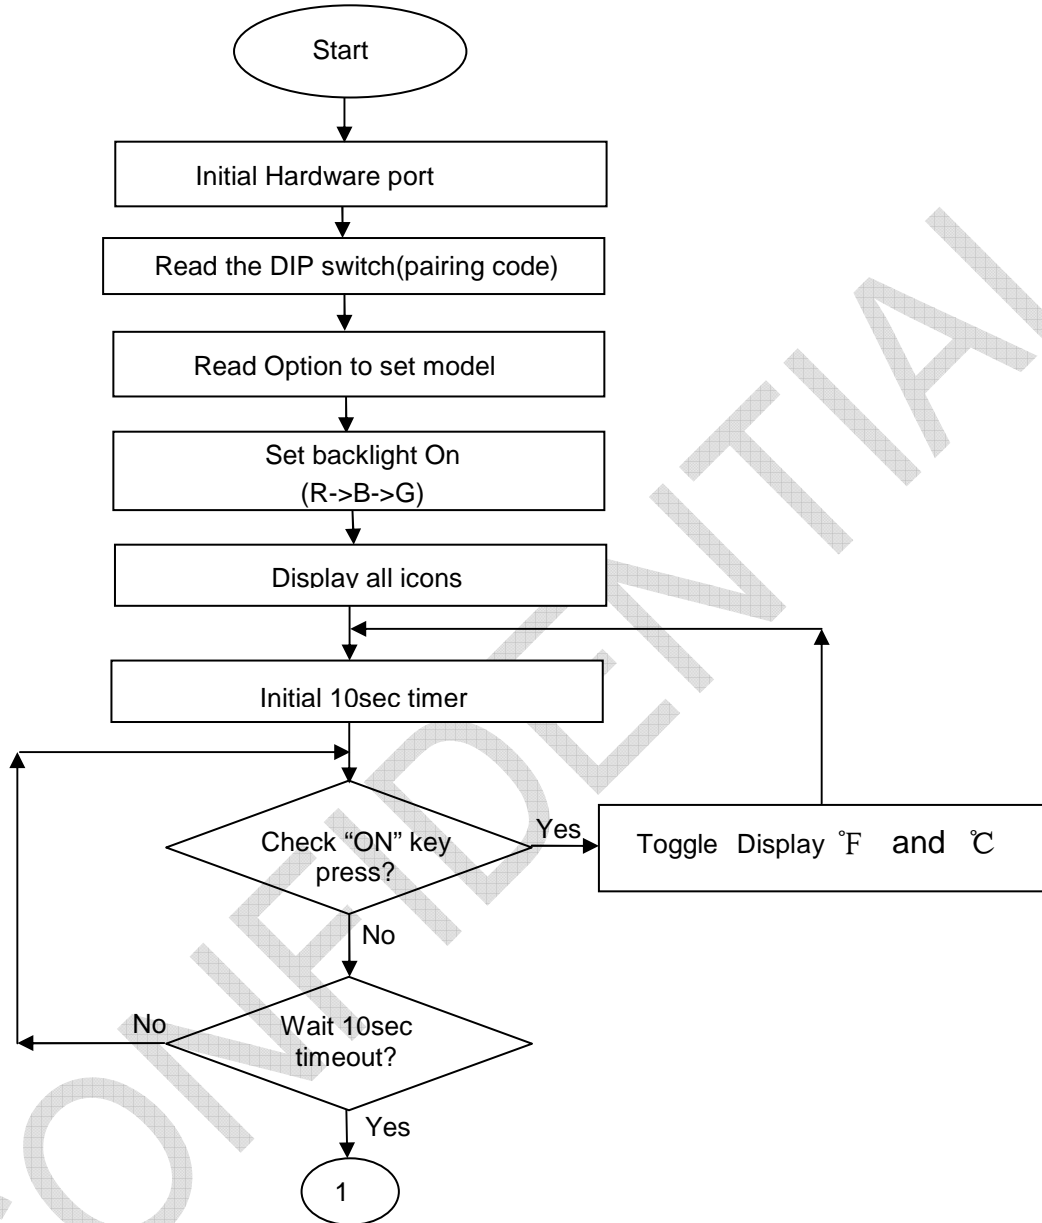 Start
Initial Hardware port
Read the DIP switch(pairing code)
Read Option to set model
Set backlight On
(R->B->G)
Display all icons
Initial 10sec timer
Check “ON” key
press?
Yes
Toggle Display ℉ and ℃
No
Wait 10sec
timeout?
No
Yes
1
CONFIDENTIAL